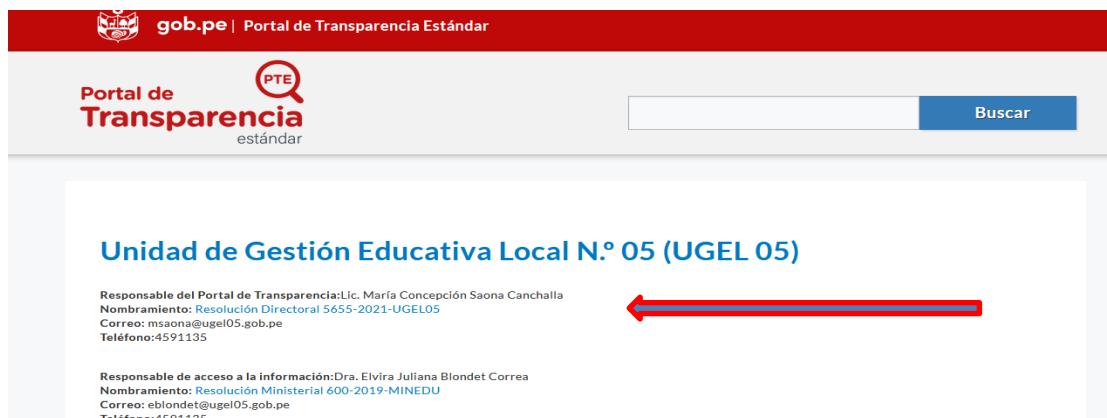 gob.pe | Portal de Transparencia Estándar
Portal de
PTE
Transparencia
estándar
Buscar
Unidad de Gestión Educativa Local N.º 05 (UGEL 05)
Responsable del Portal de Transparencia:Lic. María Concepción Saona Canchalla
Nombramiento: Resolución Directoral 5655-2021-UGEL05
Correo: msaona@ugel05.gob.pe
Teléfono:4591135
Responsable de acceso a la información:Dra. Elvira Juliana Blondet Correa
Nombramiento: Resolución Ministerial 600-2019-MINEDU
Correo: eblondet@ugel05.gob.pe
Teléfono:4591135